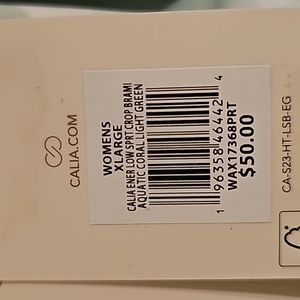 CALIA.COM
WOMENS
XLARGE
CALIA ENER LOW SPRT CROP BRAMI
AQUATIC CORAL LIGHT GREEN
1 96358 46442 4
WAX17368PRT
$50.00
CA-S23-HT-LSB-EG